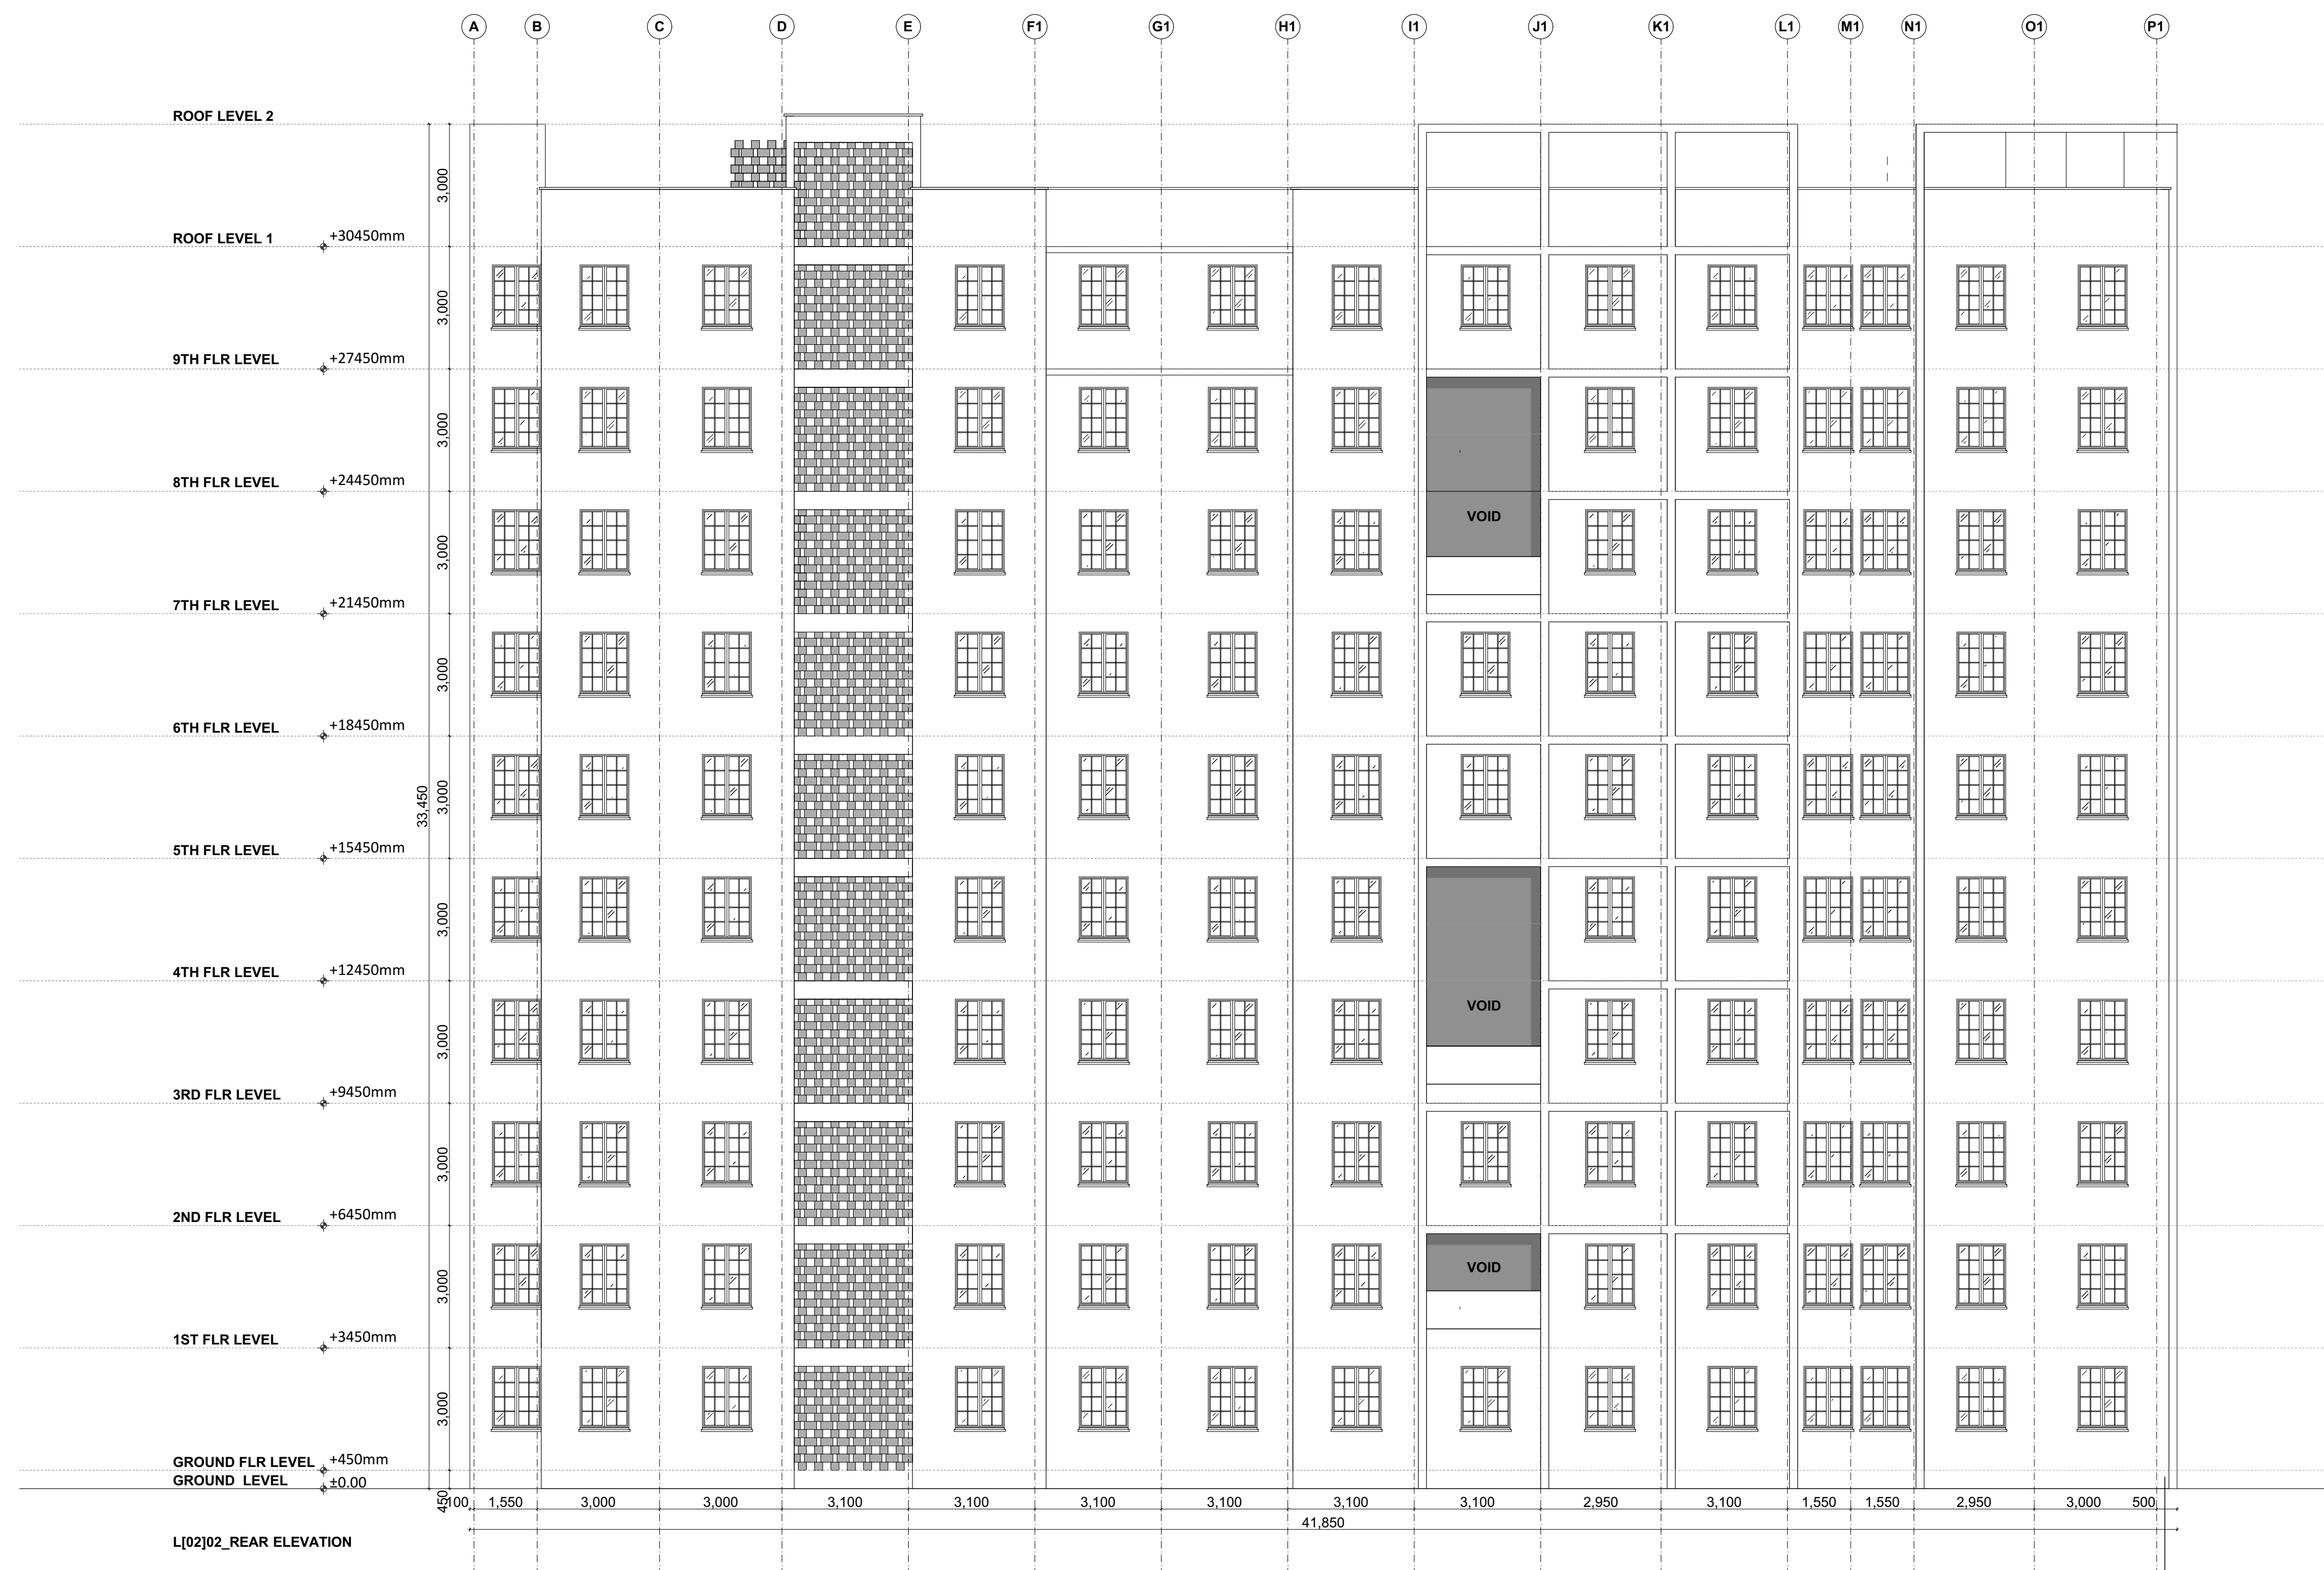 A B C D E F1 G1 H1 I1 J1 K1 L1 M1 N1 O1 P1
ROOF LEVEL 2
3,000
ROOF LEVEL 1 +30450mm
3,000
9TH FLR LEVEL +27450mm
3,000
8TH FLR LEVEL +24450mm
VOID
3,000
7TH FLR LEVEL +21450mm
3,000
6TH FLR LEVEL +18450mm
33,450
3,000
5TH FLR LEVEL +15450mm
3,000
4TH FLR LEVEL +12450mm
VOID
3,000
3RD FLR LEVEL +9450mm
3,000
2ND FLR LEVEL +6450mm
VOID
3,000
1ST FLR LEVEL +3450mm
3,000
GROUND FLR LEVEL +450mm
GROUND LEVEL ±0.00
450
100 1,550 3,000 3,000 3,100 3,100 3,100 3,100 3,100 3,100 2,950 3,100 1,550 1,550 2,950 3,000 500
41,850
L[02]02_REAR ELEVATION